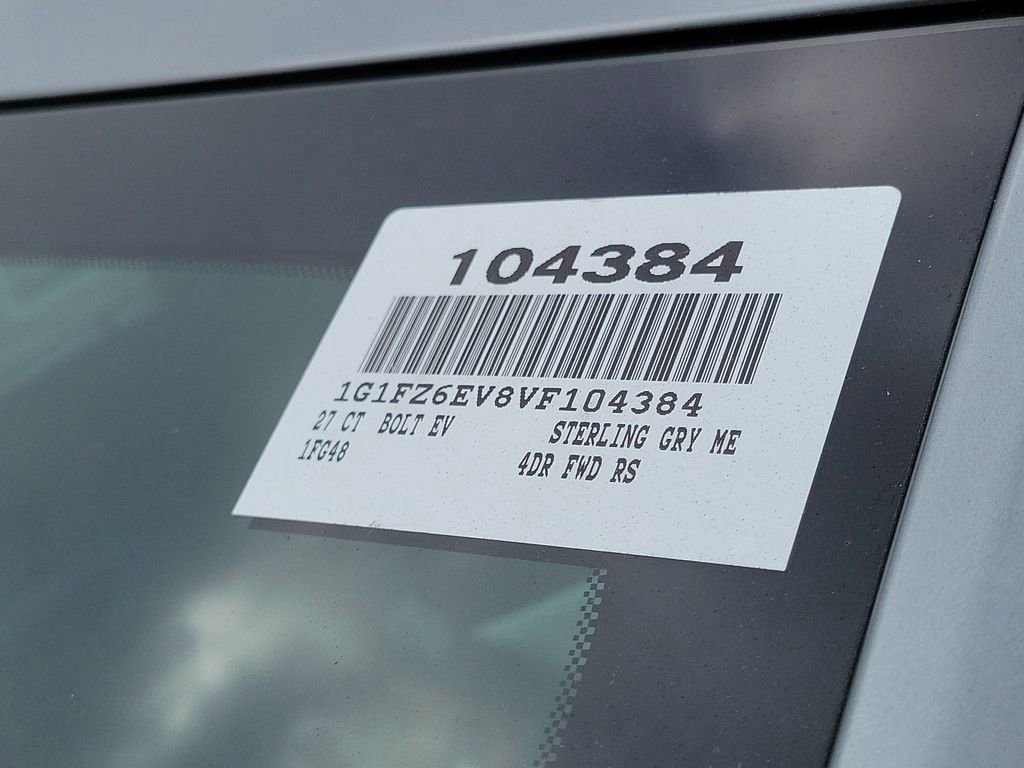 104384
1G1FZ6EV8VF104384
27 CT BOLT EV STERLING GRY ME
1FG48 4DR FWD RS